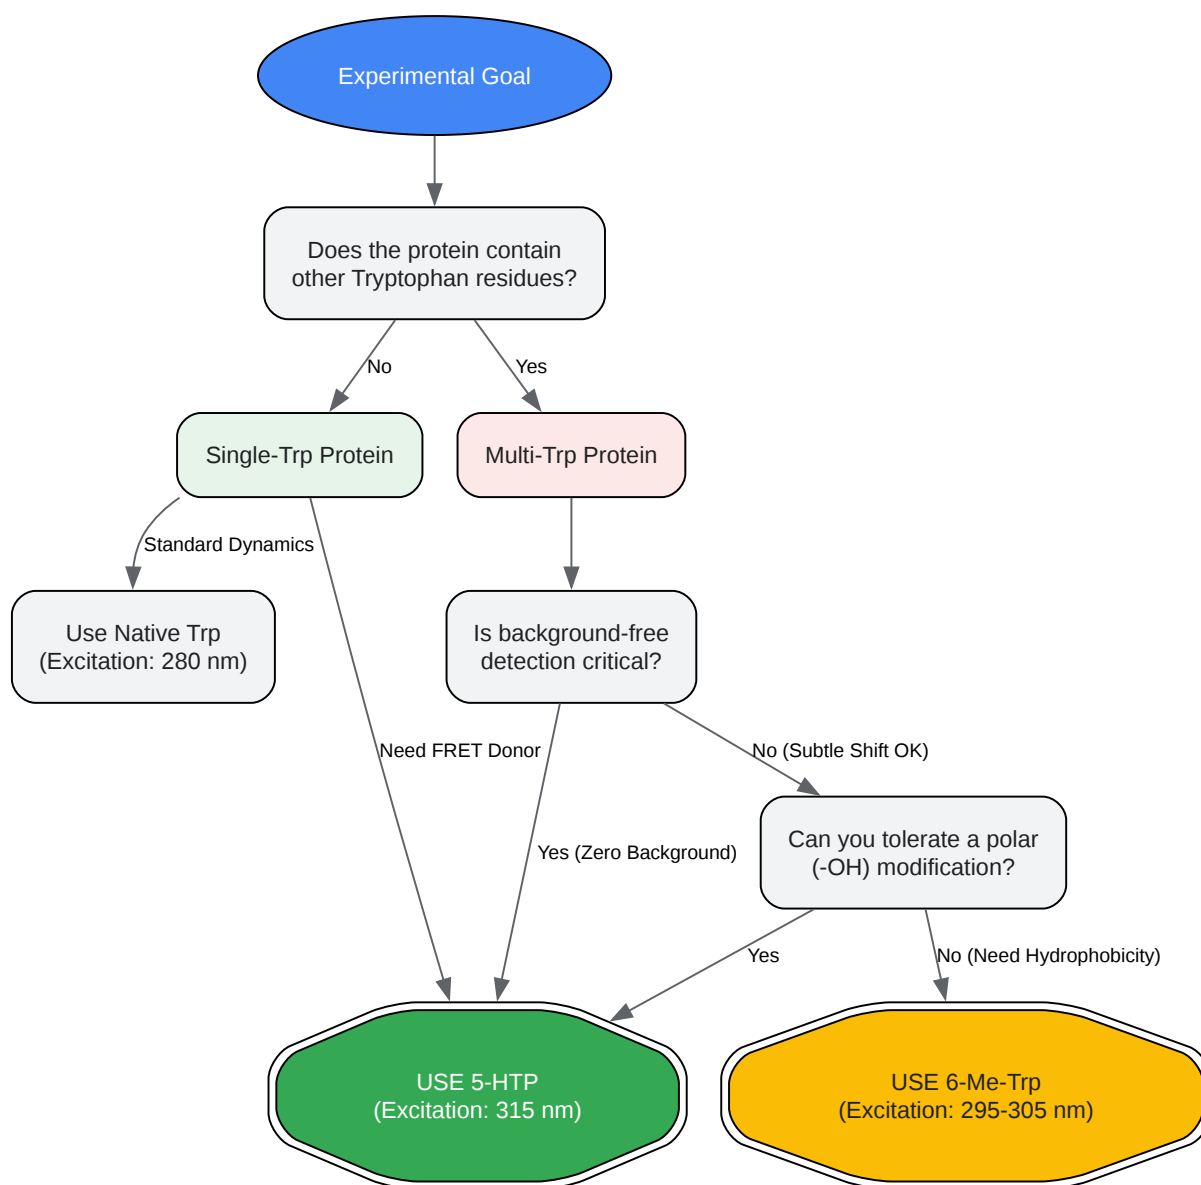 Experimental Goal
Does the protein contain
other Tryptophan residues?
No
Yes
Single-Trp Protein
Multi-Trp Protein
Standard Dynamics
Use Native Trp
(Excitation: 280 nm)
Is background-free
detection critical?
Need FRET Donor
No (Subtle Shift OK)
Can you tolerate a polar
(-OH) modification?
Yes (Zero Background)
Yes
No (Need Hydrophobicity)
USE 5-HTP
(Excitation: 315 nm)
USE 6-Me-Trp
(Excitation: 295-305 nm)